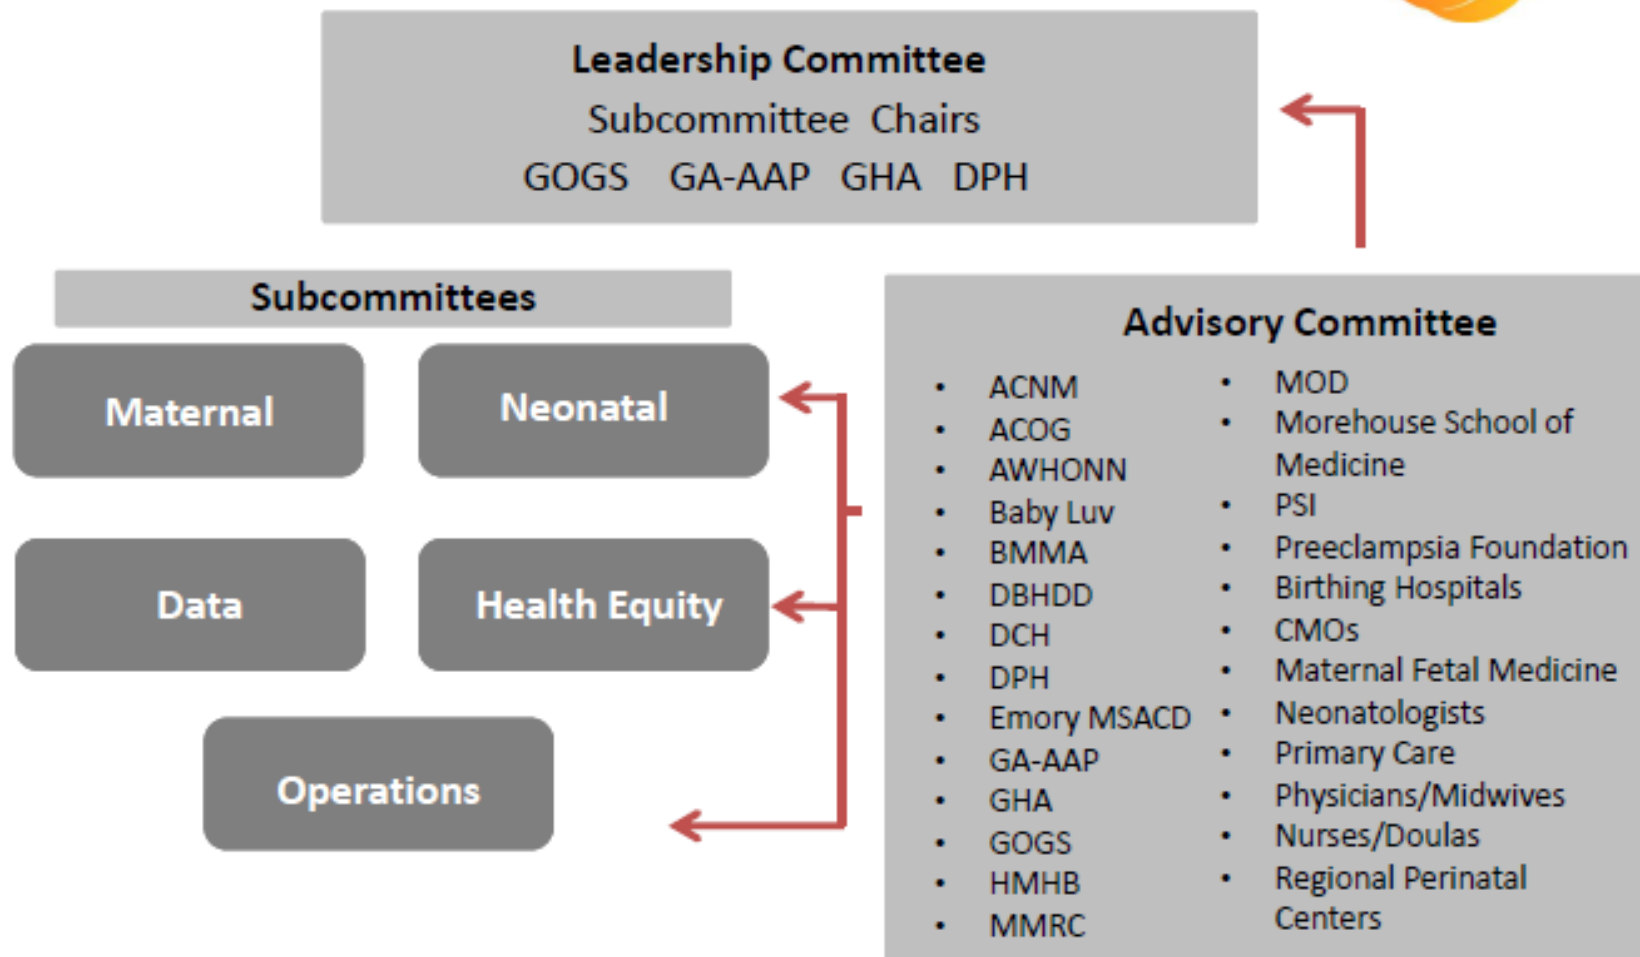 Leadership Committee
Subcommittee Chairs
GOGS GA-AAP GHA DPH
Subcommittees
Maternal
Neonatal
Data
Health Equity
Operations
Advisory Committee
• ACNM
• ACOG
• AWHONN
• Baby Luv
• BMMA
• DBHDD
• DCH
• DPH
• Emory MSACD
• GA-AAP
• GHA
• GOGS
• HMHB
• MMRC
• MOD
• Morehouse School of
Medicine
• PSI
• Preeclampsia Foundation
• Birthing Hospitals
• CMOs
• Maternal Fetal Medicine
• Neonatologists
• Primary Care
• Physicians/Midwives
• Nurses/Doulas
• Regional Perinatal
Centers